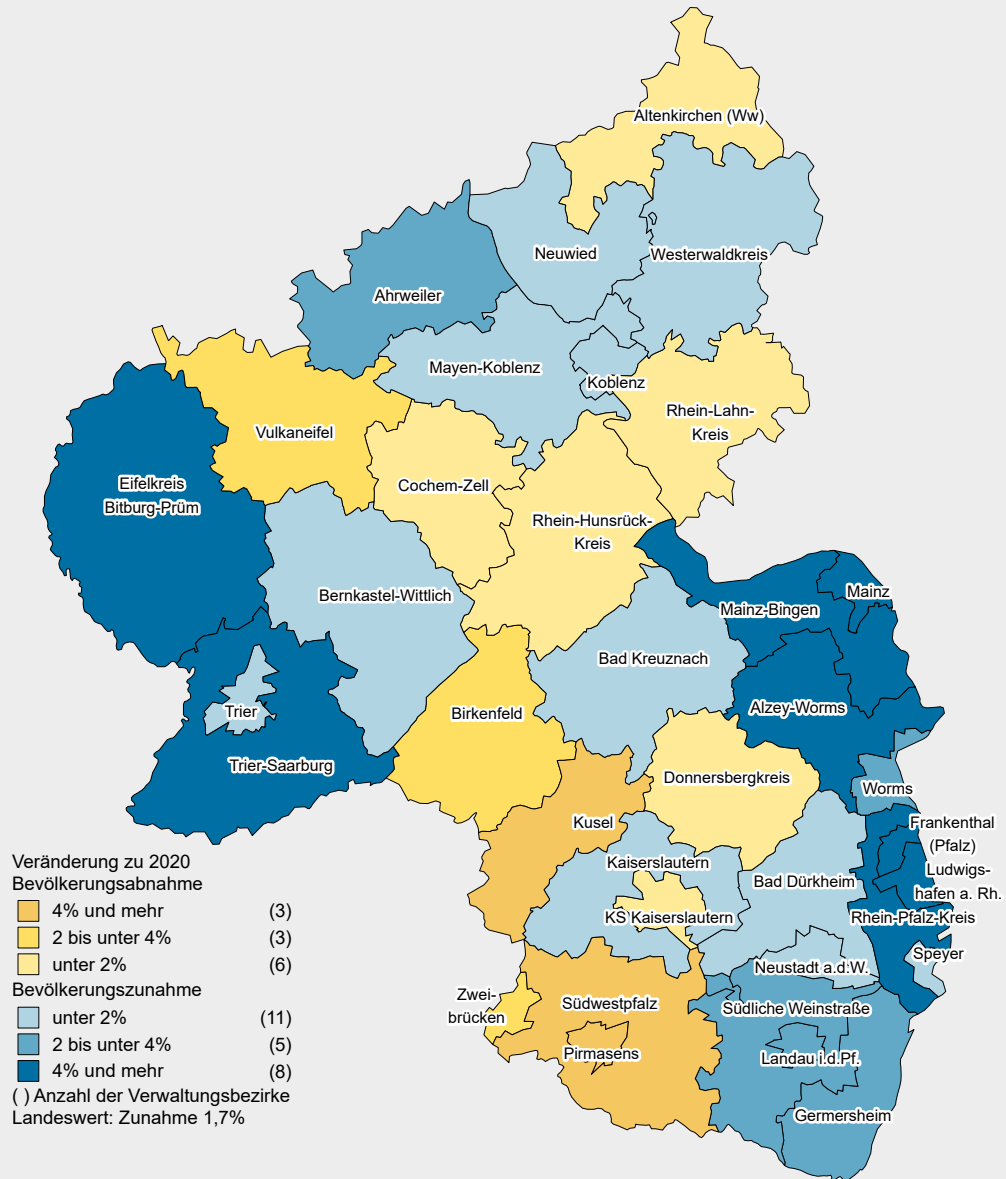 Altenkirchen (Ww)
Neuwied
Westerwaldkreis
Ahrweiler
Mayen-Koblenz
Koblenz
Rhein-Lahn-
Kreis
Vulkaneifel
Cochem-Zell
Eifelkreis
Bitburg-Prüm
Rhein-Hunsrück-
Kreis
Bernkastel-Wittlich
Mainz
Mainz-Bingen
Bad Kreuznach
Alzey-Worms
Birkenfeld
Trier
Trier-Saarburg
Donnersbergkreis
Worms
Kusel
Frankenthal
(Pfalz)
Kaiserslautern
Ludwigs-
hafen a. Rh.
Bad Dürkheim
KS Kaiserslautern
Rhein-Pfalz-Kreis
Speyer
Neustadt a.d.W.
Zwei-
brücken
Südwestpfalz
Südliche Weinstraße
Pirmasens
Landau i.d.Pf.
Germersheim
Veränderung zu 2020
Bevölkerungsabnahme
4% und mehr (3)
2 bis unter 4% (3)
unter 2% (6)
Bevölkerungszunahme
unter 2% (11)
2 bis unter 4% (5)
4% und mehr (8)
( ) Anzahl der Verwaltungsbezirke
Landeswert: Zunahme 1,7%